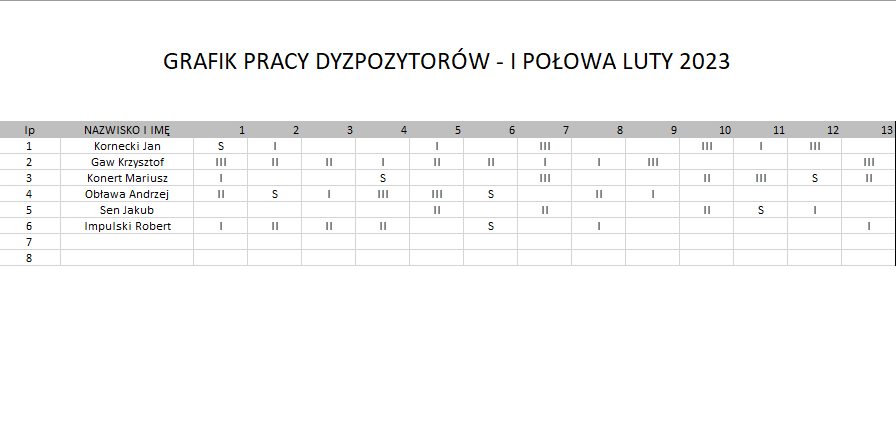 GRAFIK PRACY DYZPOZYTORÓW - I POŁOWA LUTY 2023
lp NAZWISKO I IMĘ 1 2 3 4 5 6 7 8 9 10 11 12 13
1 Kornecki Jan S I I III III I III
2 Gaw Krzysztof III II II I II II I I III III
3 Konert Mariusz I S III II III S II
4 Obława Andrzej II S I III III S II I
5 Sen Jakub II II II S I
6 Impulski Robert I II II II S I I
7
8